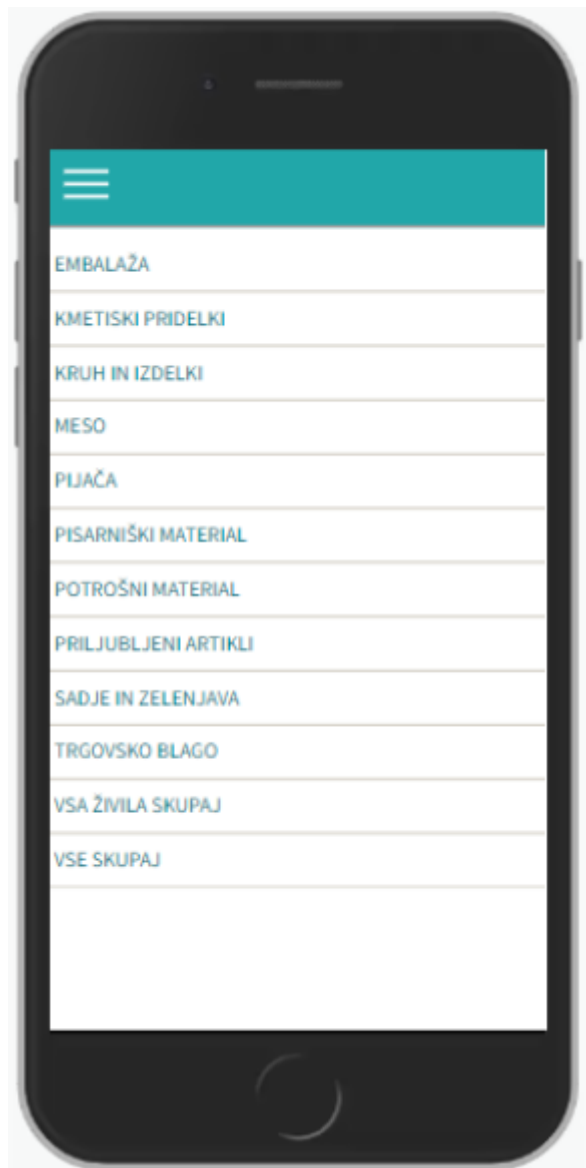 EMBALAŽA
KMETISKI PRIDELKI
KRUH IN IZDELKI
MESO
PIJAČA
PISARNIŠKI MATERIAL
POTROŠNI MATERIAL
PRILJUBLJENI ARTIKLI
SADJE IN ZELENJAVA
TRGOVSKO BLAGO
VSA ŽIVILA SKUPAJ
VSE SKUPAJ